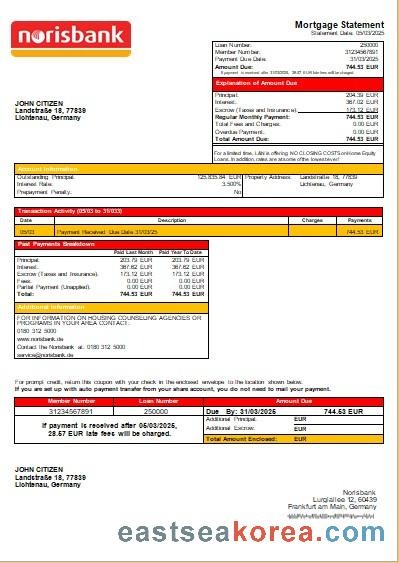 norisbank
Mortgage Statement
Statement Date: 05/03/2025
Loan Number: 250000
Member Number: 31234567891
Payment Due Date: 31/03/2025
Amount Due: 744.53 EUR
If payment is received after 31/03/2025, 28.57 EUR late fee will be charged.
Explanation of Amount Due
Principal: 204.39 EUR
Interest: 367.02 EUR
Escrow (Taxes and Insurance): 173.12 EUR
Regular Monthly Payment: 744.53 EUR
Total Fees and Charges: 0.00 EUR
Overdue Payment: 0.00 EUR
Total Amount Due: 744.53 EUR
JOHN CITIZEN
Landstraße 18, 77839
Lichtenau, Germany
For a limited time, L&N is offering NO CLOSING COSTS on Home Equity
Loans. In addition, rates are at some of the lowest ever!
Account Information
Outstanding Principal: 125,835.84 EUR Property Address: Landstraße 18, 77839
Interest Rate: 3.500% Lichtenau, Germany
Prepayment Penalty: No
Transaction Activity (05/03 to 31/033)
Date Description Charges Payments
05/03 Payment Received Due Date 31/03/25 744.53 EUR
Past Payments Breakdown
Paid Last Month Paid Year To Date
Principal: 203.79 EUR 203.79 EUR
Interest: 367.62 EUR 367.62 EUR
Escrow (Taxes and Insurance): 173.12 EUR 173.12 EUR
Fees: 0.00 EUR 0.00 EUR
Partial Payment (Unapplied): 0.00 EUR 0.00 EUR
Total: 744.53 EUR 744.53 EUR
Additional Information
FOR INFORMATION ON HOUSING COUNSELING AGENCIES OR
PROGRAMS IN YOUR AREA CONTACT:
0180 312 5000
www.norisbank.de
Contact the Norisbank at: 0180 312 5000
service@norisbank.de
For prompt credit, return this coupon with your check in the enclosed envelope to the location shown below.
If you are set up with auto payment transfer from your share account, you do not need to mail your payment.
Member Number Loan Number Amount Due
31234567891 250000 Due By: 31/03/2025 744.53 EUR
If payment is received after 05/03/2025,
28.57 EUR late fees will be charged.
Additional Principal: EUR
Additional Escrow: EUR
Total Amount Enclosed: EUR
JOHN CITIZEN
Landstraße 18, 77839
Lichtenau, Germany
Norisbank
Lurgiallee 12, 60439
Frankfurt am Main, Germany
eastseakorea.com